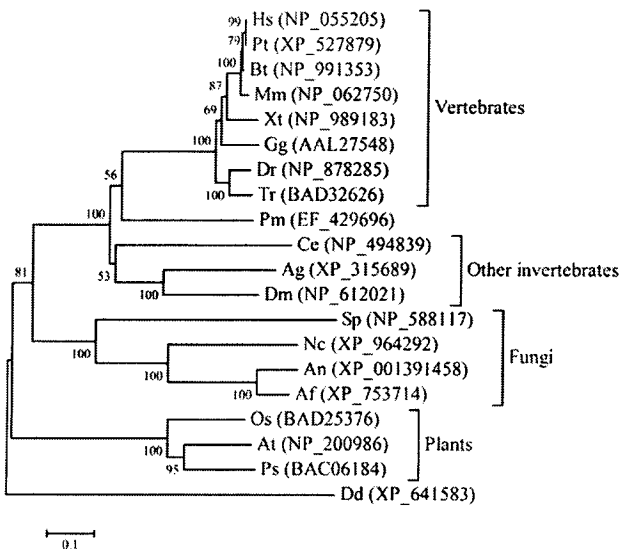 99
Hs (NP_055205)
79
Pt (XP_527879)
100
Bt (NP_991353)
87
Mm (NP_062750)
69
Xt (NP_989183)
Vertebrates
100
Gg (AAL27548)
Dr (NP_878285)
100
Tr (BAD32626)
56
Pm (EF_429696)
100
Ce (NP_494839)
53
Ag (XP_315689)
Other invertebrates
100
Dm (NP_612021)
81
Sp (NP_588117)
100
Nc (XP_964292)
Fungi
100
An (XP_001391458)
100
Af (XP_753714)
Os (BAD25376)
100
At (NP_200986)
Plants
95
Ps (BAC06184)
Dd (XP_641583)
0.1